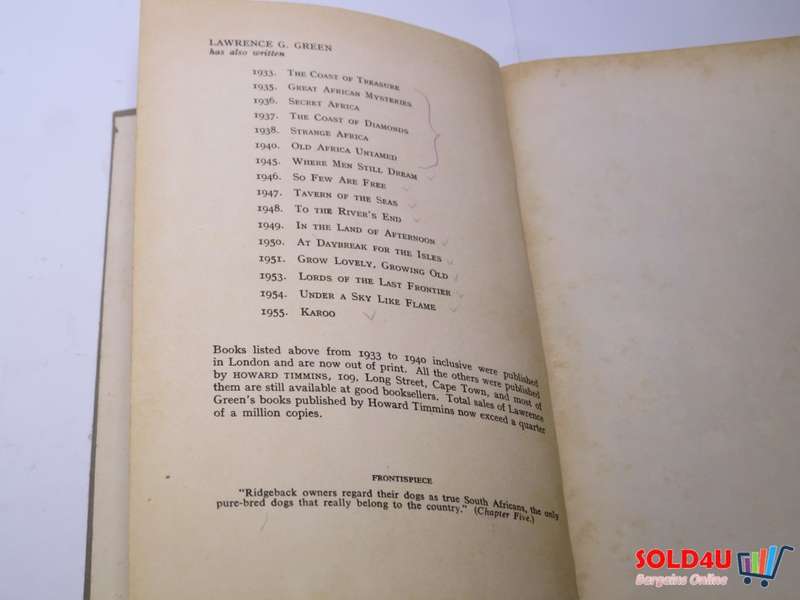 LAWRENCE G. GREEN
has also written
1933. THE COAST OF TREASURE
1935. GREAT AFRICAN MYSTERIES
1936. SECRET AFRICA
1937. THE COAST OF DIAMONDS
1938. STRANGE AFRICA
1940. OLD AFRICA UNTAMED
1945. WHERE MEN STILL DREAM
1946. SO FEW ARE FREE
1947. TAVERN OF THE SEAS
1948. TO THE RIVER'S END
1949. IN THE LAND OF AFTERNOON
1950. AT DAYBREAK FOR THE ISLES
1951. GROW LOVELY, GROWING OLD
1953. LORDS OF THE LAST FRONTIER
1954. UNDER A SKY LIKE FLAME
1955. KAROO
Books listed above from 1933 to 1940 inclusive were published
in London and are now out of print. All the others were published
by HOWARD TIMMINS, 109, Long Street, Cape Town, and most of
them are still available at good booksellers. Total sales of Lawrence
Green's books published by Howard Timmins now exceed a quarter
of a million copies.
FRONTISPIECE
"Ridgeback owners regard their dogs as true South Africans, the only
pure-bred dogs that really belong to the country." (Chapter Five.)
SOLD4U
Bargains Online